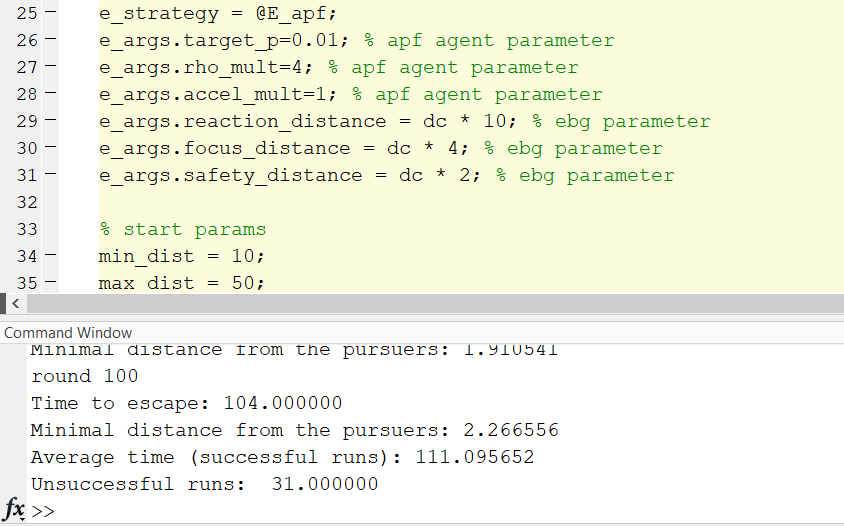 25 – e_strategy = @E_apf;
26 – e_args.target_p=0.01; % apf agent parameter
27 – e_args.rho_mult=4; % apf agent parameter
28 – e_args.accel_mult=1; % apf agent parameter
29 – e_args.reaction_distance = dc * 10; % ebg parameter
30 – e_args.focus_distance = dc * 4; % ebg parameter
31 – e_args.safety_distance = dc * 2; % ebg parameter
32
33 % start params
34 – min_dist = 10;
35 – max_dist = 50;
<
Command Window
Minimal distance from the pursuers: 1.910541
round 100
Time to escape: 104.000000
Minimal distance from the pursuers: 2.266556
Average time (successful runs): 111.095652
Unsuccessful runs:  31.000000
fx >>